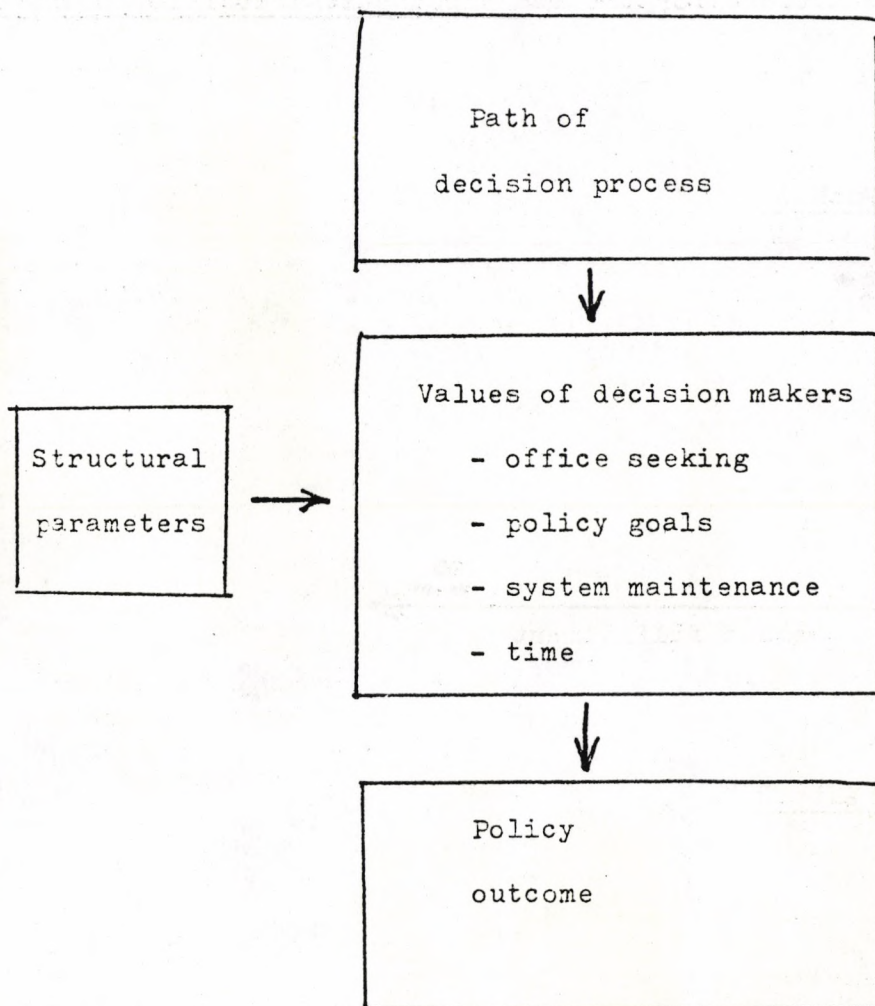 Path of
decision process
Values of decision makers
- office seeking
- policy goals
- system maintenance
- time
Structural
parameters
Policy
outcome